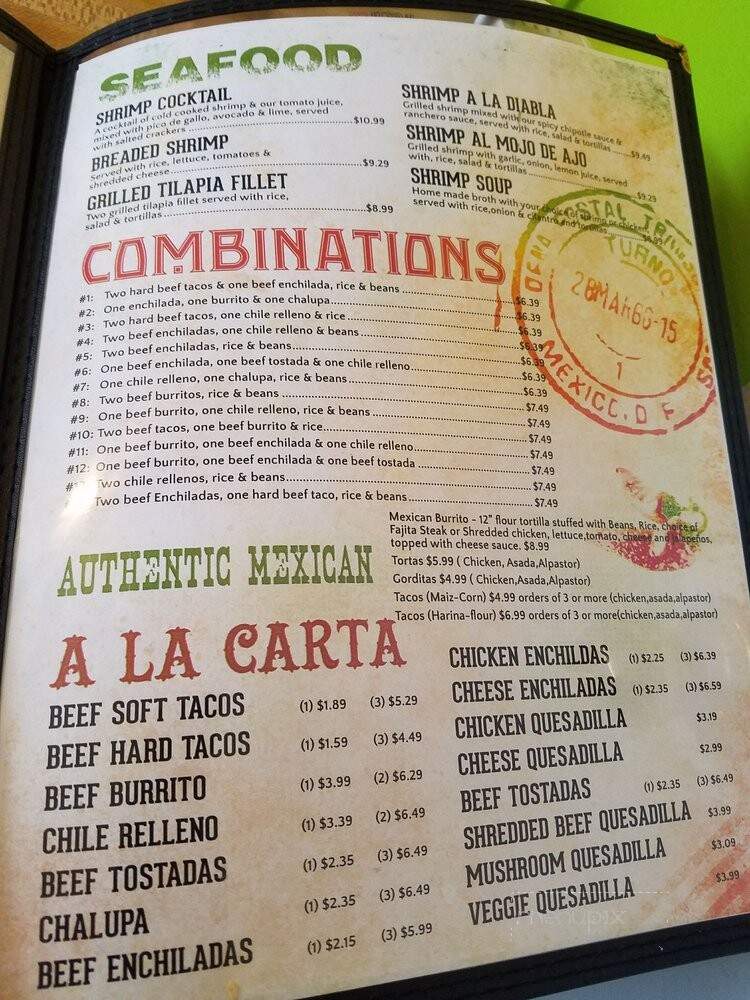 SEAFOOD
SHRIMP COCKTAIL
A cocktail of cold cooked shrimp & our tomato juice,
mixed with pico de gallo, avocado & lime, served
with salted crackers ........ $10.99
BREADED SHRIMP
Served with rice, lettuce, tomatoes &
shredded cheese ........ $9.29
GRILLED TILAPIA FILLET
Two grilled tilapia fillet served with rice,
salad & tortillas ........ $8.99
SHRIMP A LA DIABLA
Grilled shrimp mixed with our spicy chipotle sauce &
ranchero sauce, served with rice, salad & tortillas ........ $9.49
SHRIMP AL MOJO DE AJO
Grilled shrimp with garlic, onion, lemon juice, served
with, rice, salad & tortillas ........ $9.29
SHRIMP SOUP
Home made broth with your choice of shrimp or chicken
served with rice,onion & cilantro and tortillas
COMBINATIONS
#1: Two hard beef tacos & one beef enchilada, rice & beans ........ $6.39
#2: One enchilada, one burrito & one chalupa ........ $6.39
#3: Two hard beef tacos, one chile relleno & rice ........ $6.39
#4: Two beef enchiladas, one chile relleno & beans ........ $6.39
#5: Two beef enchiladas, rice & beans ........ $6.39
#6: One beef enchilada, one beef tostada & one chile relleno ........ $6.39
#7: One chile relleno, one chalupa, rice & beans ........ $6.39
#8: Two beef burritos, rice & beans ........ $7.49
#9: One beef burrito, one chile relleno, rice & beans ........ $7.49
#10: Two beef tacos, one beef burrito & rice ........ $7.49
#11: One beef burrito, one beef enchilada & one chile relleno ........ $7.49
#12: One beef burrito, one beef enchilada & one beef tostada ........ $7.49
Two chile rellenos, rice & beans ........ $7.49
Two beef Enchiladas, one hard beef taco, rice & beans ........ $7.49
TURNO
28MAR66-15
1
MEXICO, D F
AUTHENTIC MEXICAN
Mexican Burrito - 12" flour tortilla stuffed with Beans, Rice, choice of
Fajita Steak or Shredded chicken, lettuce,tomato, cheese and jalapeños,
topped with cheese sauce. $8.99
Tortas $5.99 ( Chicken, Asada,Alpastor)
Gorditas $4.99 ( Chicken,Asada,Alpastor)
Tacos (Maiz-Corn) $4.99 orders of 3 or more (chicken,asada,alpastor)
Tacos (Harina-flour) $6.99 orders of 3 or more(chicken,asada,alpastor)
A LA CARTA
BEEF SOFT TACOS (1) $1.89 (3) $5.29
BEEF HARD TACOS (1) $1.59 (3) $4.49
BEEF BURRITO (1) $3.99 (2) $6.29
CHILE RELLENO (1) $3.39 (2) $6.49
BEEF TOSTADAS (1) $2.35 (3) $6.49
CHALUPA (1) $2.35 (3) $6.49
BEEF ENCHILADAS (1) $2.15 (3) $5.99
CHICKEN ENCHILDAS (1) $2.25 (3) $6.39
CHEESE ENCHILADAS (1) $2.35 (3) $6.59
CHICKEN QUESADILLA $3.19
CHEESE QUESADILLA $2.99
BEEF TOSTADAS (1) $2.35 (3) $6.49
SHREDDED BEEF QUESADILLA $3.99
MUSHROOM QUESADILLA $3.09
VEGGIE QUESADILLA $3.99